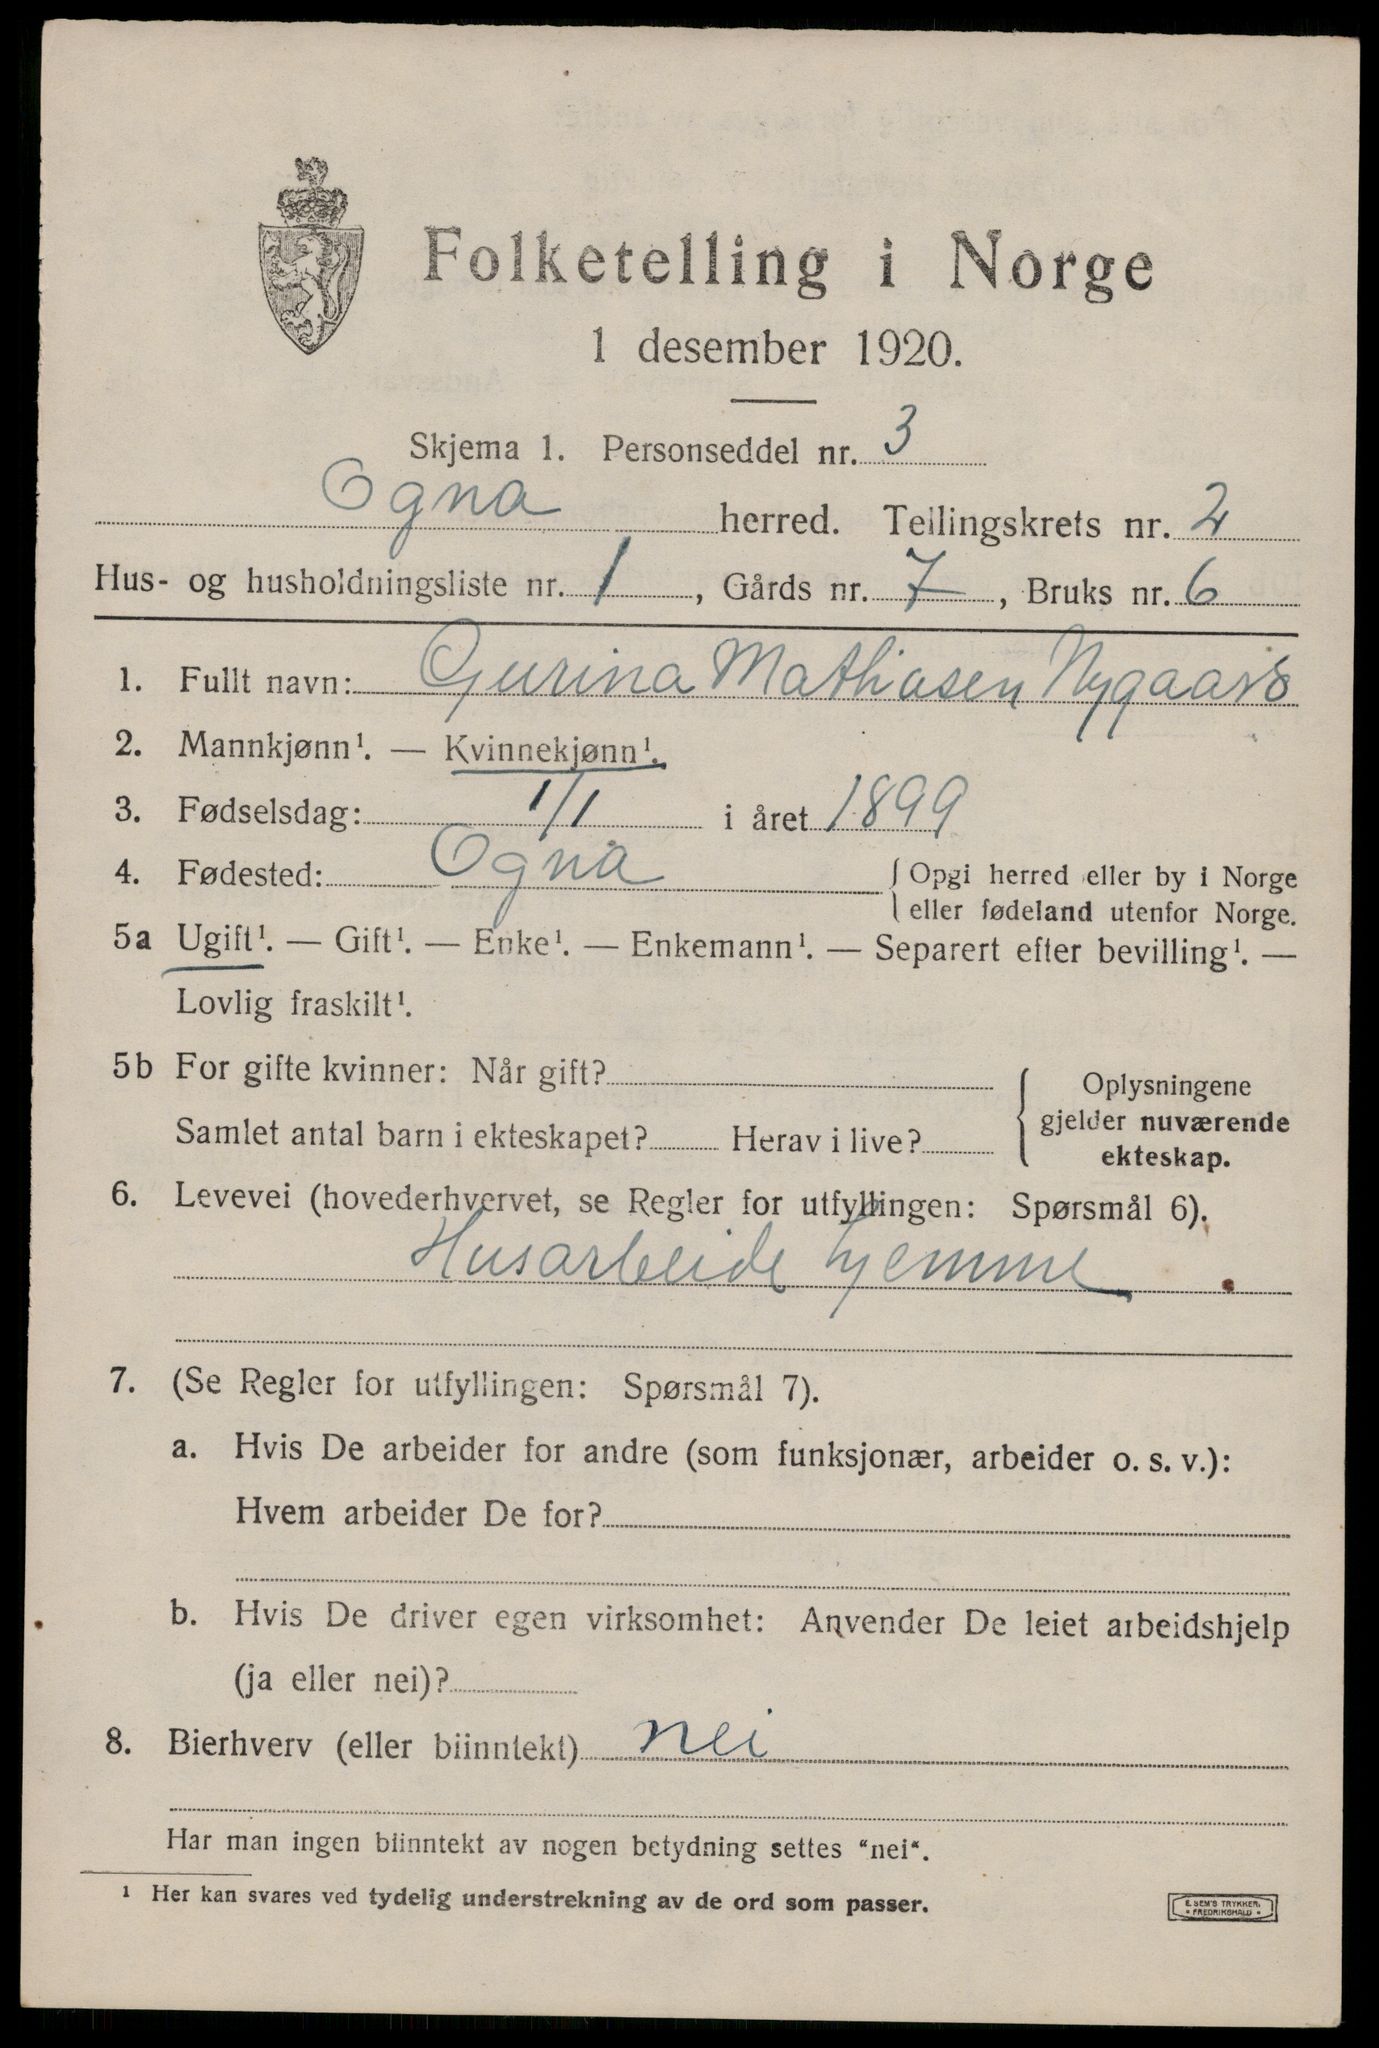 Folketelling i Norge
1 desember 1920.
Skjema 1. Personseddel nr. 3
Ogna herred. Tellingskrets nr. 2
Hus- og husholdningsliste nr. 1, Gårds nr. 7, Bruks nr. 6
1. Fullt navn: Gurina Mathiasen Nygaard
2. Mannkjønn¹. — Kvinnekjønn¹.
3. Fødselsdag: 1/1 i året 1899
4. Fødested: Ogna { Opgi herred eller by i Norge
eller fødeland utenfor Norge.
5a Ugift¹. — Gift¹. — Enke¹. — Enkemann¹. — Separert efter bevilling¹. —
Lovlig fraskilt¹.
5b For gifte kvinner: Når gift? { Oplysningene
gjelder nuværende
Samlet antal barn i ekteskapet? Herav i live?
ekteskap.
6. Levevei (hovederhvervet, se Regler for utfyllingen: Spørsmål 6).
Husarbeide hjemme
7. (Se Regler for utfyllingen: Spørsmål 7).
a. Hvis De arbeider for andre (som funksjonær, arbeider o. s. v.):
Hvem arbeider De for?
b. Hvis De driver egen virksomhet: Anvender De leiet arbeidshjelp
(ja eller nei)?
8. Bierhverv (eller biinntekt) nei
Har man ingen biinntekt av nogen betydning settes “nei“.
¹ Her kan svares ved tydelig understrekning av de ord som passer.
E. SEM'S TRYKKERI,
• FREDRIKSHALD •